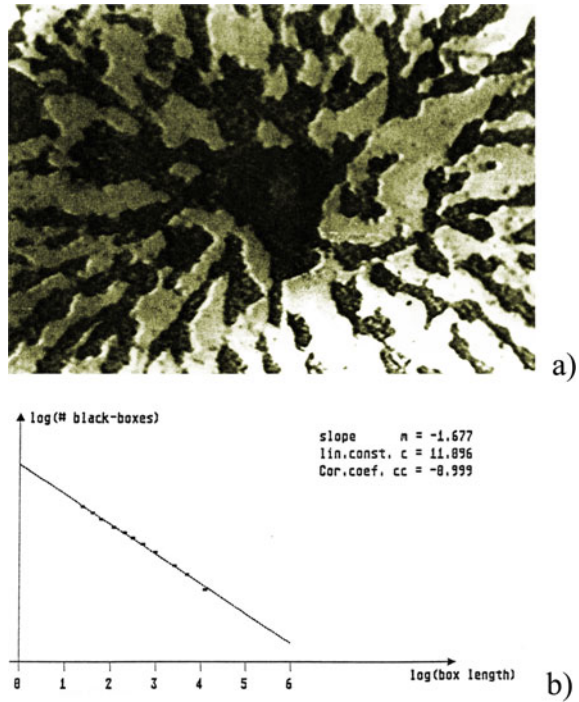 a)
log(# black-boxes)
slope m = -1.677
lin.const. c = 11.096
Cor.coef. cc = -0.999
0 1 2 3 4 5 6
log(box length)
b)